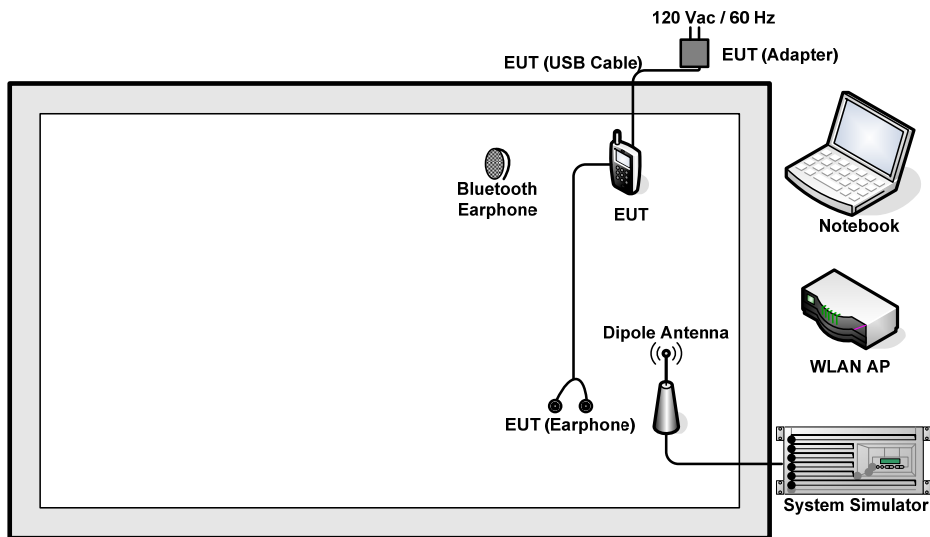 120 Vac / 60 Hz
EUT (USB Cable)
EUT (Adapter)
Bluetooth
Earphone
EUT
Notebook
Dipole Antenna
WLAN AP
EUT (Earphone)
System Simulator